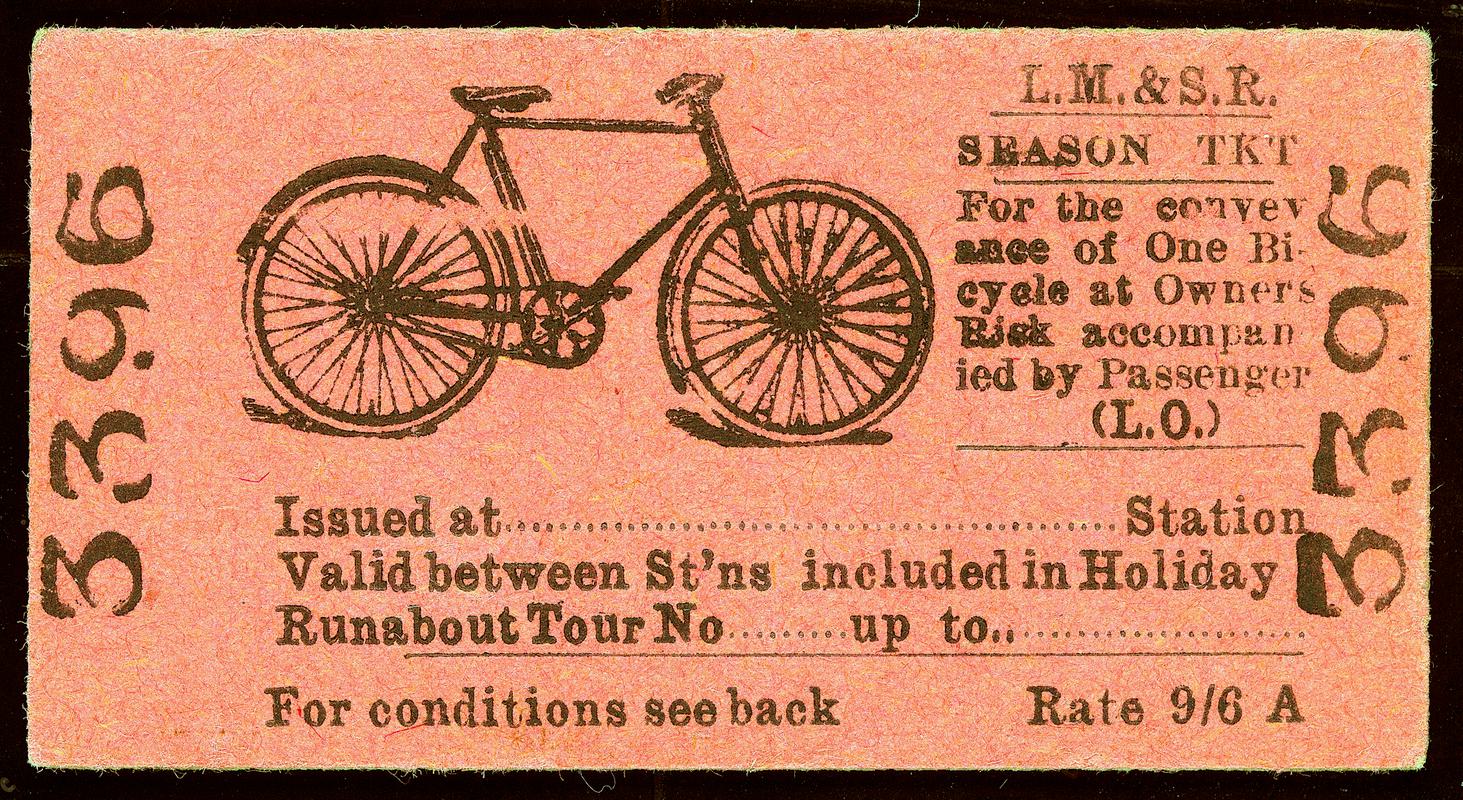 L.M.&S.R.
SEASON TKT
For the convey
ance of One Bi-
cycle at Owners
Risk accompan
ied by Passenger
(L.O.)
Issued at Station
Valid between St'ns included in Holiday
Runabout Tour No up to
For conditions see back Rate 9/6 A
3396
3396